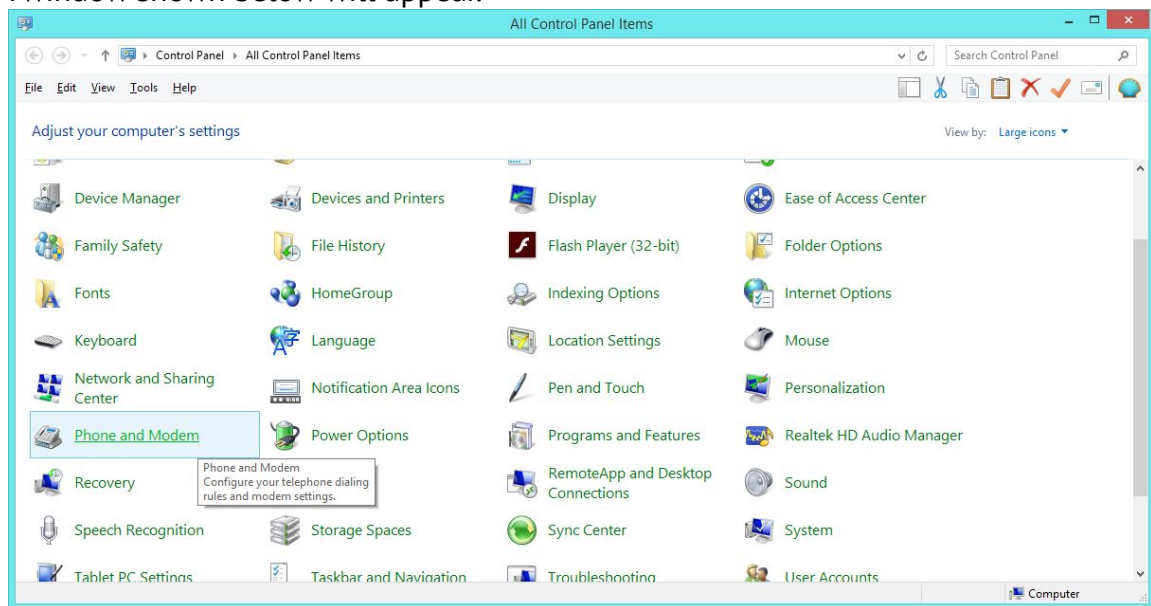 All Control Panel Items
Control Panel All Control Panel Items
Search Control Panel
File Edit View Tools Help
Adjust your computer's settings
View by: Large icons
Device Manager
Devices and Printers
Display
Ease of Access Center
Family Safety
File History
Flash Player (32-bit)
Folder Options
Fonts
HomeGroup
Indexing Options
Internet Options
Keyboard
Language
Location Settings
Mouse
Network and Sharing
Center
Notification Area Icons
Pen and Touch
Personalization
Phone and Modem
Power Options
Programs and Features
Realtek HD Audio Manager
Phone and Modem
Configure your telephone dialing
rules and modem settings.
Recovery
RemoteApp and Desktop
Connections
Sound
Speech Recognition
Storage Spaces
Sync Center
System
Tablet PC Settings
Taskbar and Navigation
Troubleshooting
User Accounts
Computer